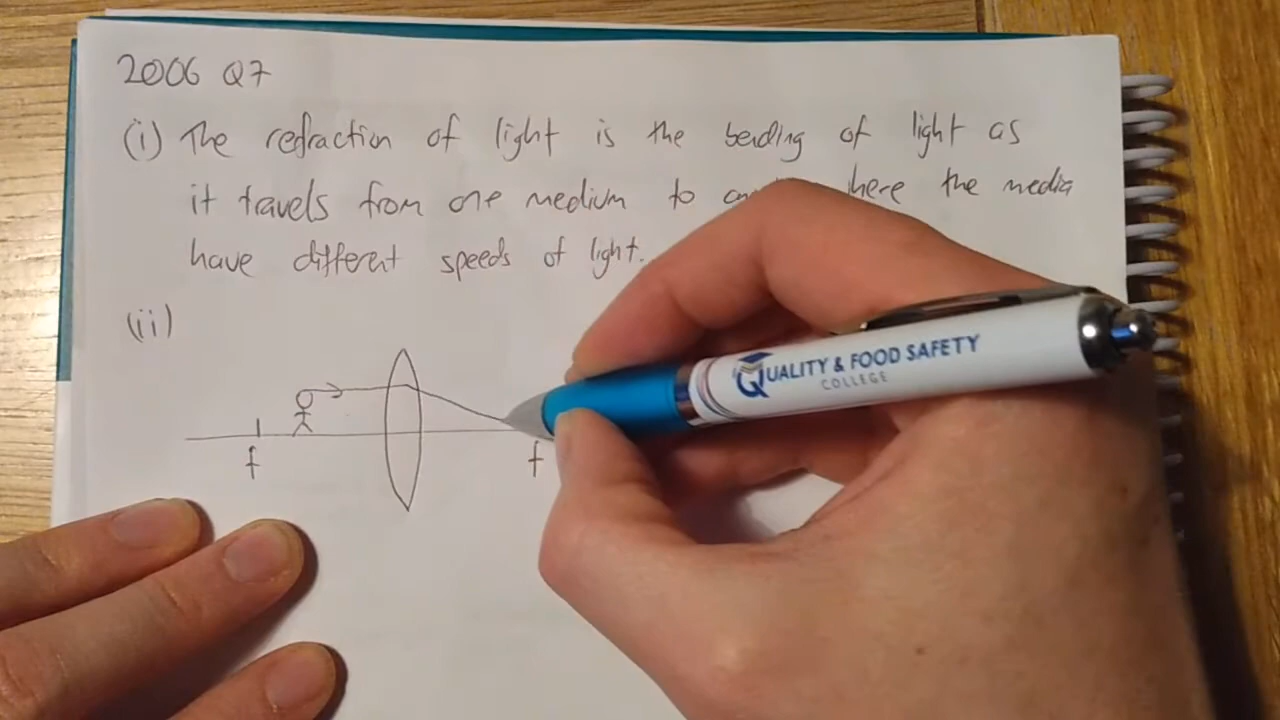 2006 Q7
(i) The refraction of light is the bending of light as
it travels from one medium to here the media
have different speeds of light.
(ii)
QUALITY & FOOD SAFETY
COLLEGE
f f